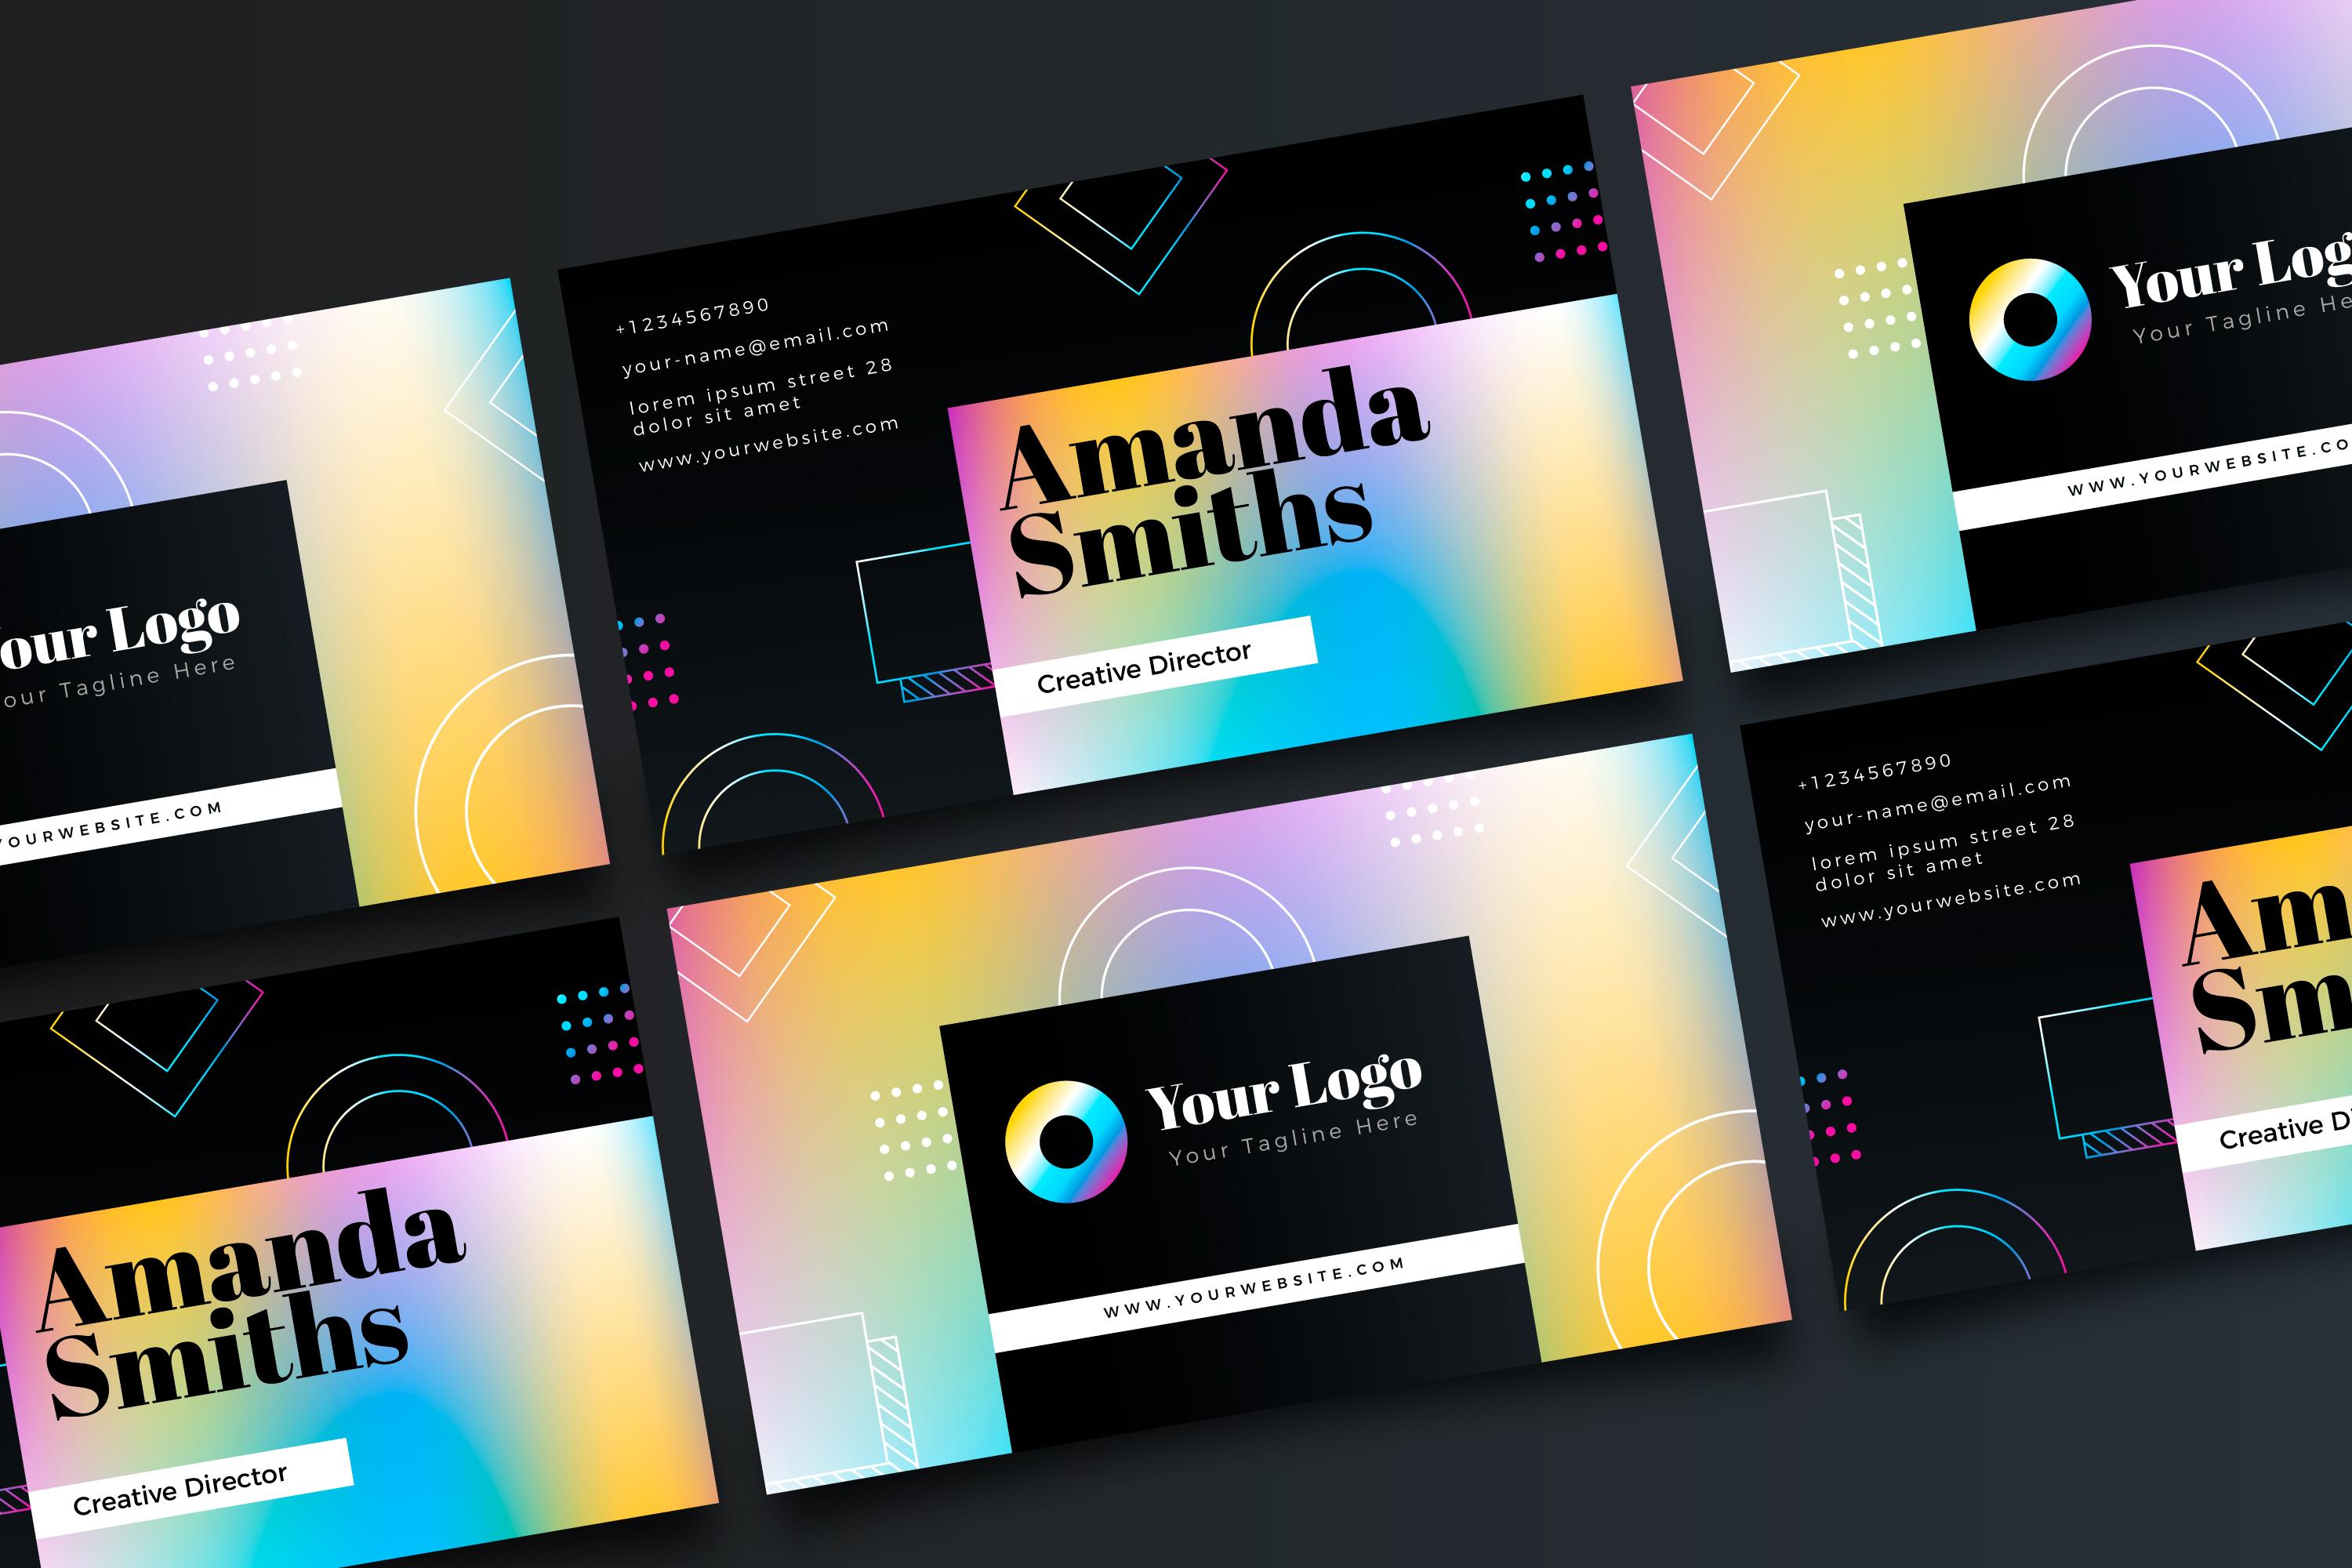 our Logo
our Tagline Here
YOURWEBSITE.COM
+1234567890
your-name@email.com
lorem ipsum street 28
dolor sit amet
www.yourwebsite.com
Amanda
Smiths
Creative Director
Your Log
Your Tagline He
WWW.YOURWEBSITE.CO
Amanda
Smiths
Creative Director
Your Logo
Your Tagline Here
WWW.YOURWEBSITE.COM
+1234567890
your-name@email.com
lorem ipsum street 28
dolor sit amet
www.yourwebsite.com
Am
Sm
Creative D